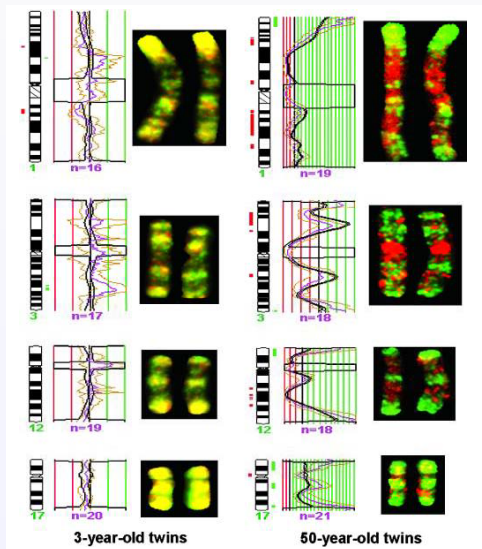 1 n=16 1 n=19
3 n=17 3 n=18
12 n=19 12 n=18
17 n=20 17 n=21
3-year-old twins 50-year-old twins